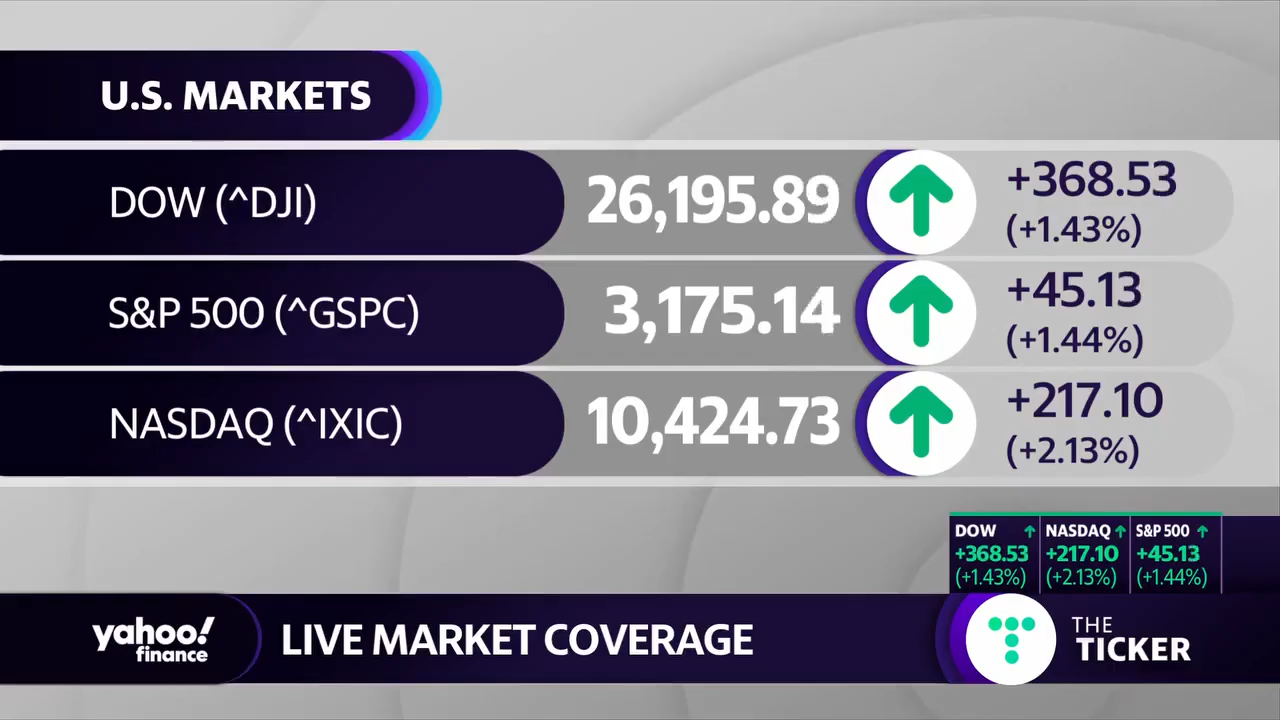 U.S. MARKETS
DOW (^DJI) 26,195.89 +368.53
(+1.43%)
S&P 500 (^GSPC) 3,175.14 +45.13
(+1.44%)
NASDAQ (^IXIC) 10,424.73 +217.10
(+2.13%)
DOW NASDAQ S&P 500
+368.53 +217.10 +45.13
(+1.43%) (+2.13%) (+1.44%)
yahoo!
finance
LIVE MARKET COVERAGE
THE
TICKER